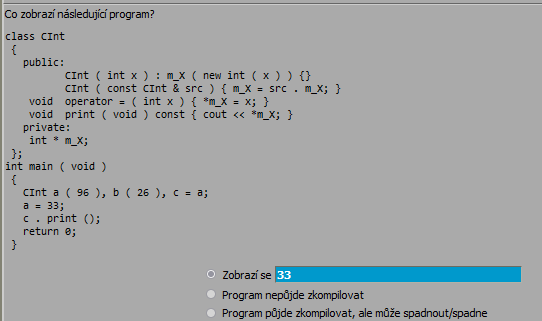 Co zobrazí následující program?
class CInt
{
public:
CInt ( int x ) : m_X ( new int ( x ) ) {}
CInt ( const CInt & src ) { m_X = src . m_X; }
void operator = ( int x ) { *m_X = x; }
void print ( void ) const { cout << *m_X; }
private:
int * m_X;
};
int main ( void )
{
CInt a ( 96 ), b ( 26 ), c = a;
a = 33;
c . print ();
return 0;
}
Zobrazí se 33
Program nepůjde zkompilovat
Program půjde zkompilovat, ale může spadnout/spadne